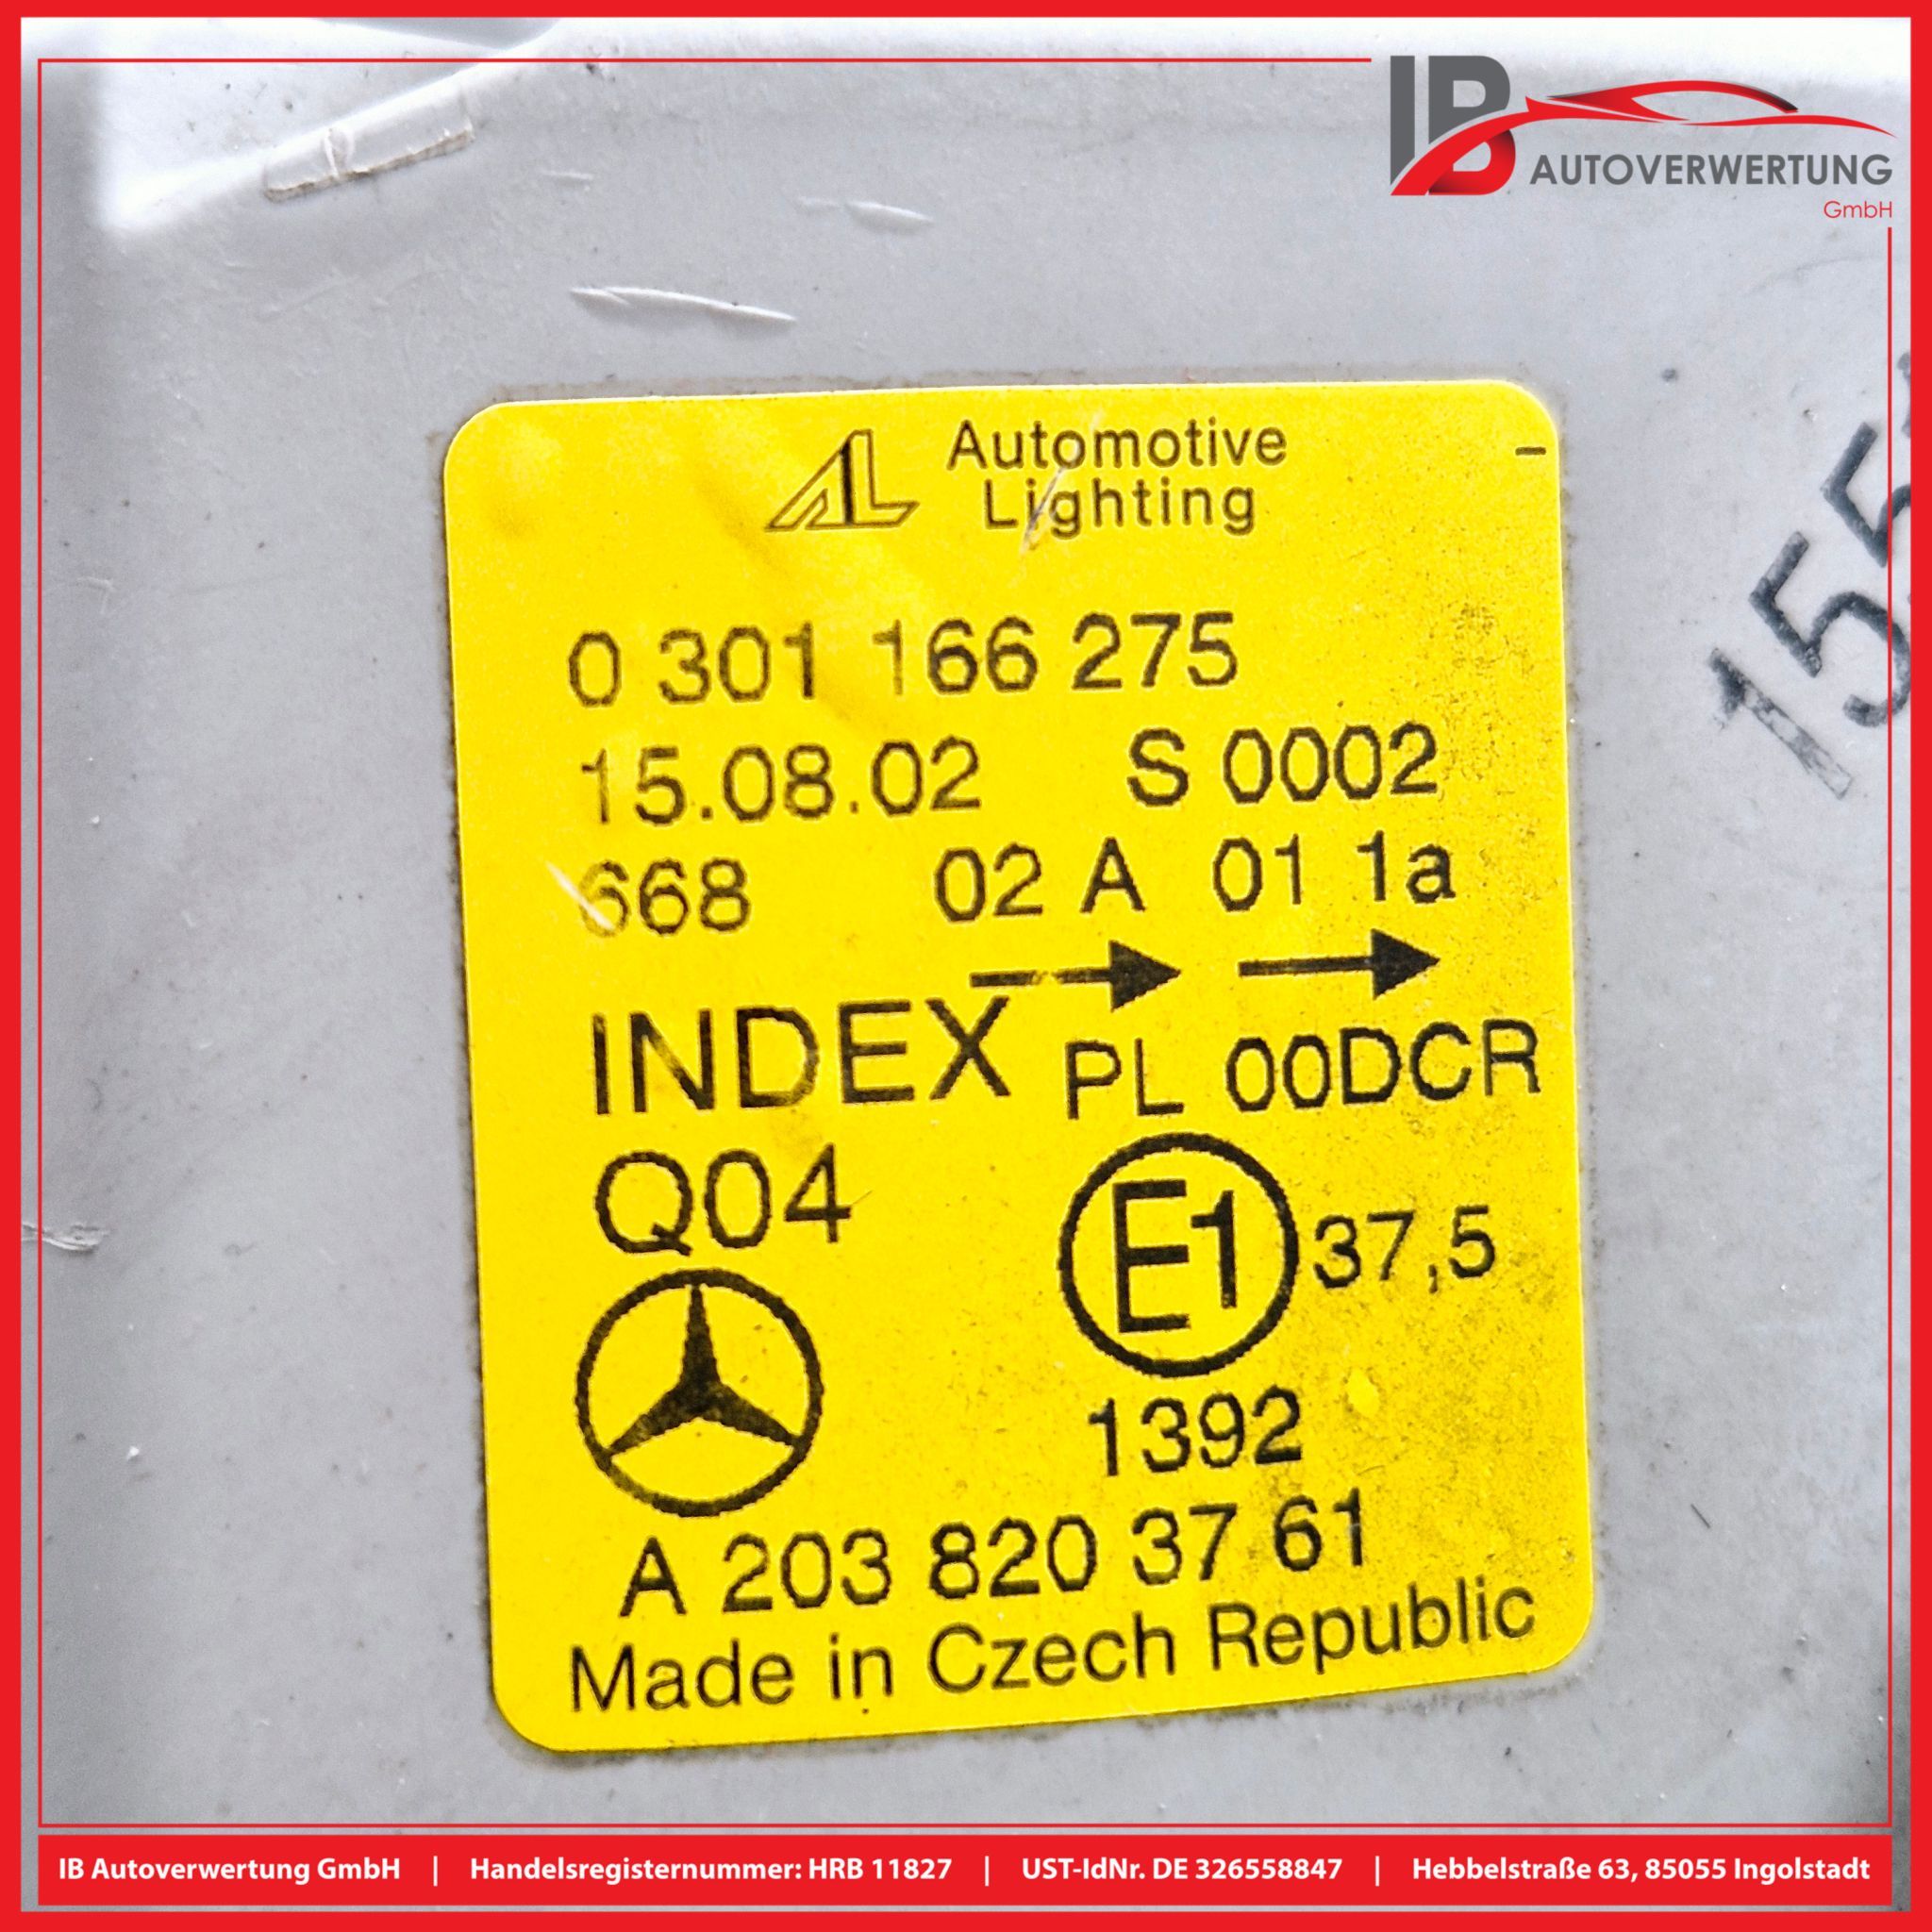 IB AUTOVERWERTUNG
GmbH
AL Automotive
Lighting
0 301 166 275
15.08.02 S 0002
668 02 A 01 1a
INDEX PL 00DCR
Q04
E1 37,5
1392
A 203 820 37 61
Made in Czech Republic
IB Autoverwertung GmbH | Handelsregisternummer: HRB 11827 | UST-IdNr. DE 326558847 | Hebbelstraße 63, 85055 Ingolstadt